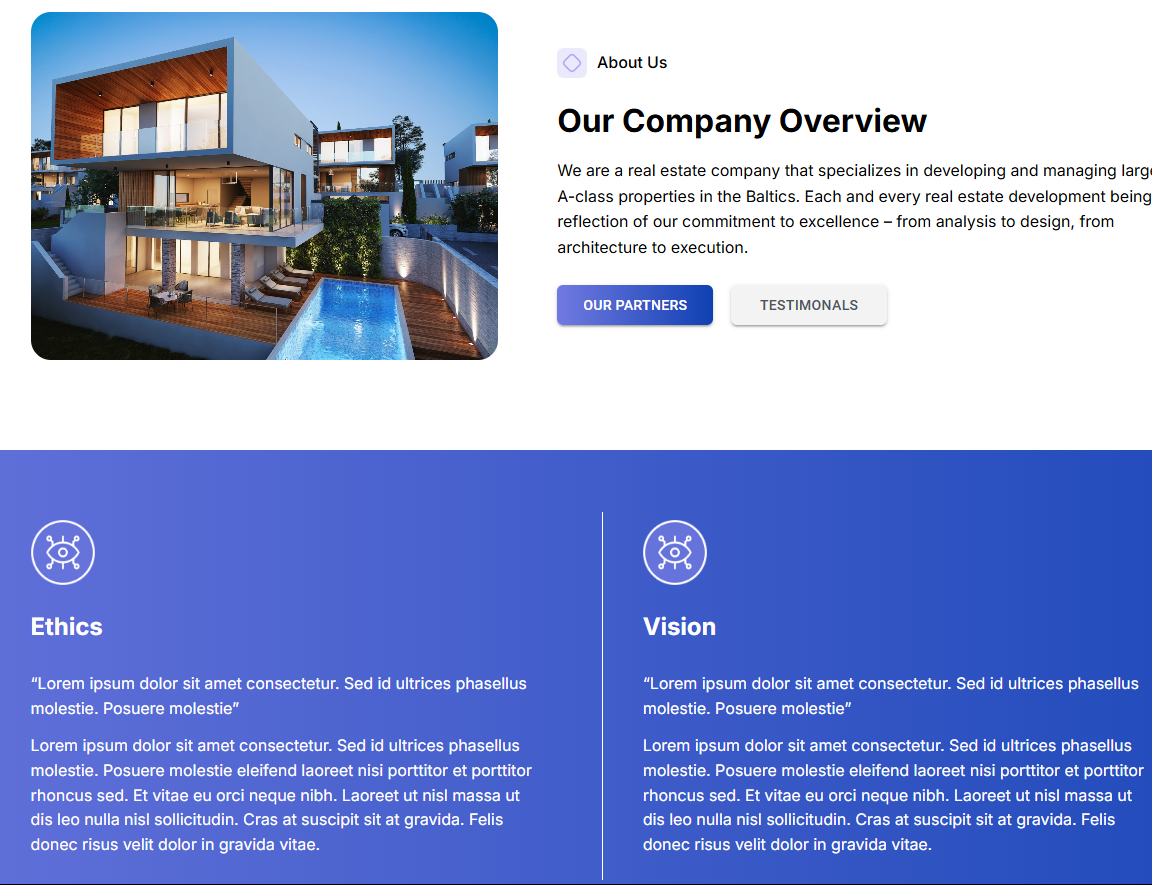 About Us
Our Company Overview
We are a real estate company that specializes in developing and managing
A-class properties in the Baltics. Each and every real estate development being
reflection of our commitment to excellence – from analysis to design, from
architecture to execution.
OUR PARTNERS
TESTIMONALS
Ethics
“Lorem ipsum dolor sit amet consectetur. Sed id ultrices phasellus
molestie. Posuere molestie”
Lorem ipsum dolor sit amet consectetur. Sed id ultrices phasellus
molestie. Posuere molestie eleifend laoreet nisi porttitor et porttitor
rhoncus sed. Et vitae eu orci neque nibh. Laoreet ut nisl massa ut
dis leo nulla nisl sollicitudin. Cras at suscipit sit at gravida. Felis
donec risus velit dolor in gravida vitae.
Vision
“Lorem ipsum dolor sit amet consectetur. Sed id ultrices phasellus
molestie. Posuere molestie”
Lorem ipsum dolor sit amet consectetur. Sed id ultrices phasellus
molestie. Posuere molestie eleifend laoreet nisi porttitor et porttitor
rhoncus sed. Et vitae eu orci neque nibh. Laoreet ut nisl massa ut
dis leo nulla nisl sollicitudin. Cras at suscipit sit at gravida. Felis
donec risus velit dolor in gravida vitae.